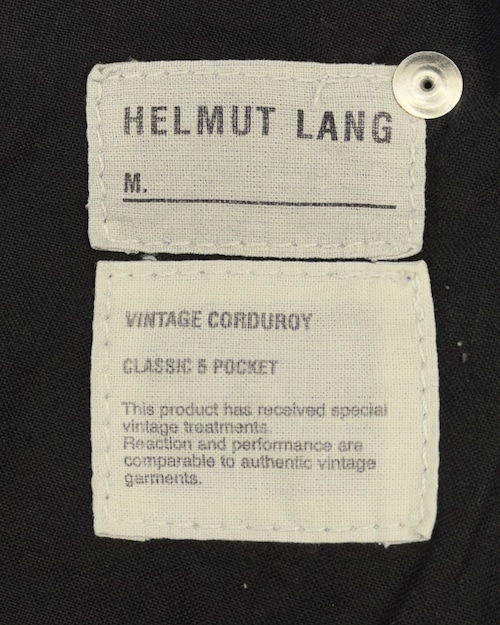 HELMUT LANG
M.
VINTAGE CORDUROY
CLASSIC 5 POCKET
This product has received special
vintage treatments.
Reaction and performance are
comparable to authentic vintage
garments.